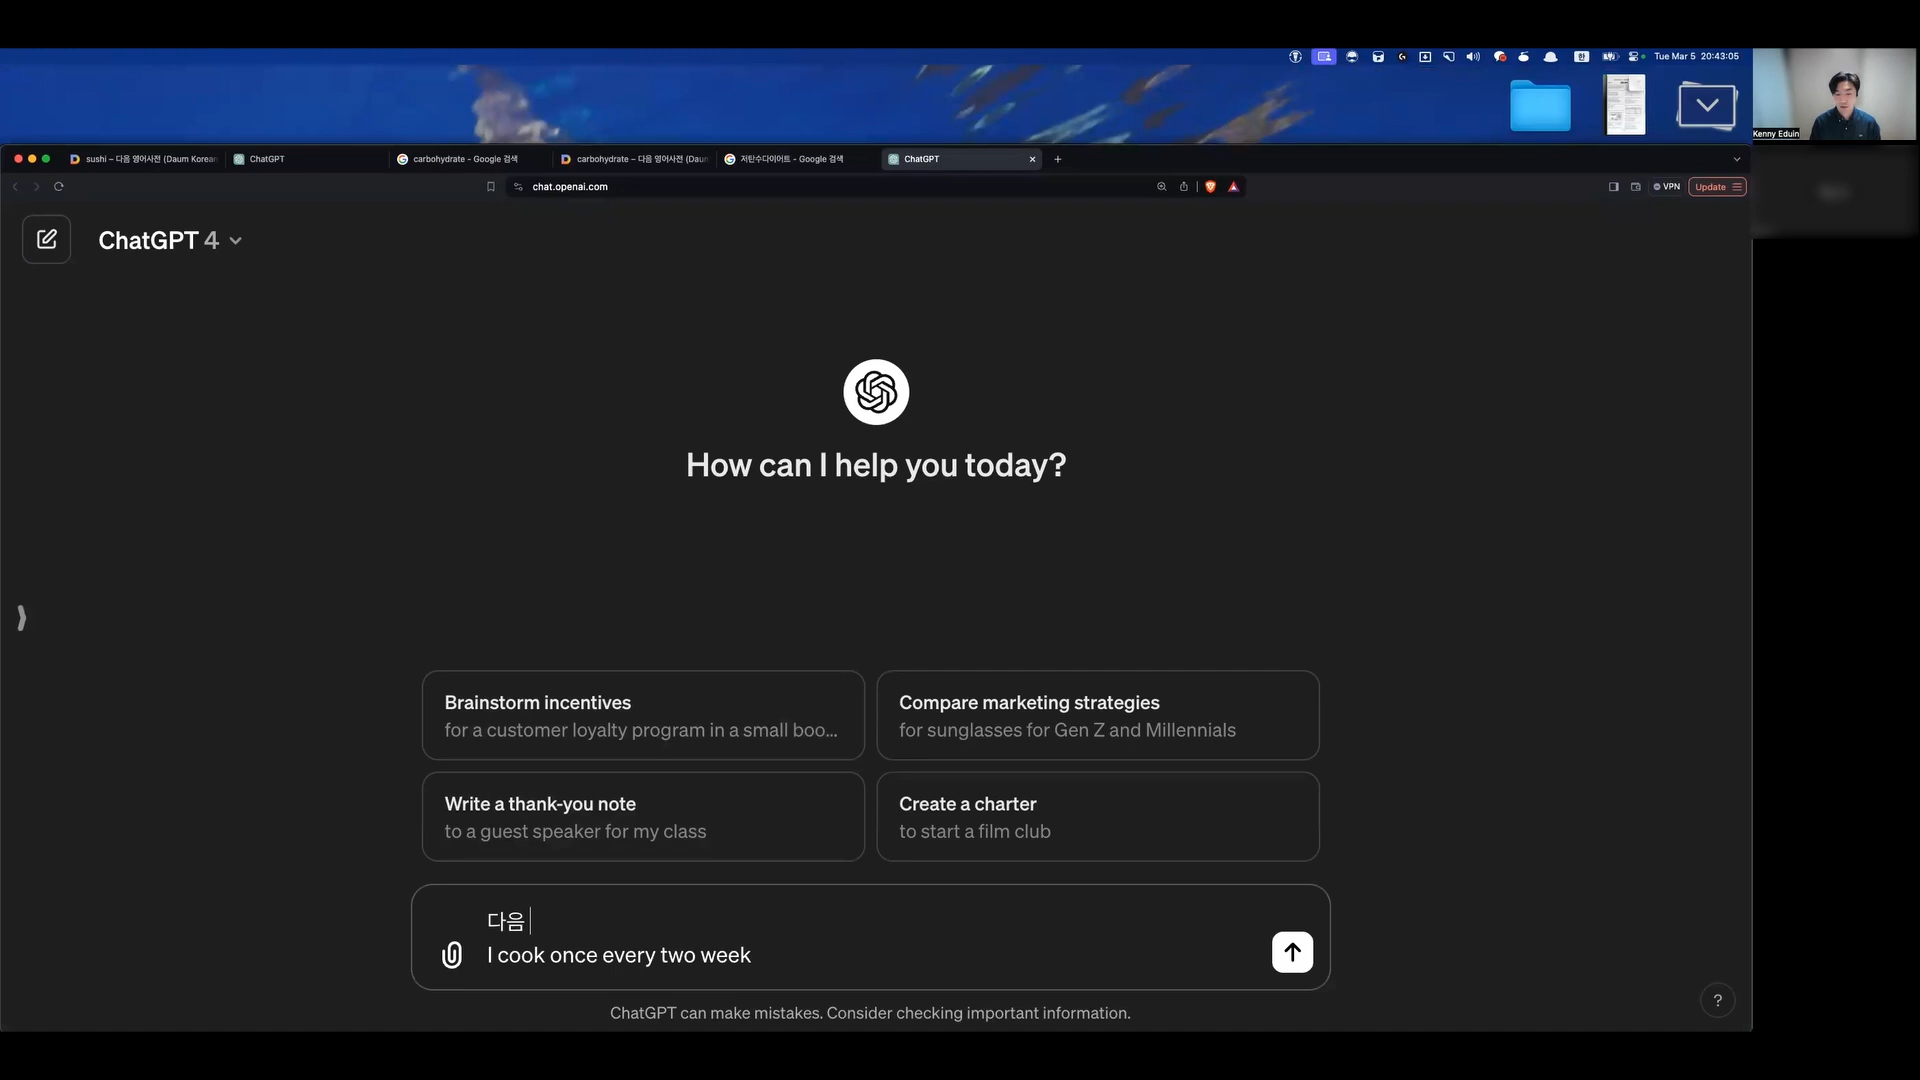 Tue Mar 5 20:43:05
Kenny Eduin
sushi – 다음 영어사전 (Daum Korean
ChatGPT
carbohydrate - Google 검색
carbohydrate – 다음 영어사전 (Daum
저탄수다이어트 - Google 검색
ChatGPT
chat.openai.com
VPN
Update
ChatGPT 4
How can I help you today?
Brainstorm incentives
for a customer loyalty program in a small boo...
Compare marketing strategies
for sunglasses for Gen Z and Millennials
Write a thank-you note
to a guest speaker for my class
Create a charter
to start a film club
다음
I cook once every two week
ChatGPT can make mistakes. Consider checking important information.
?